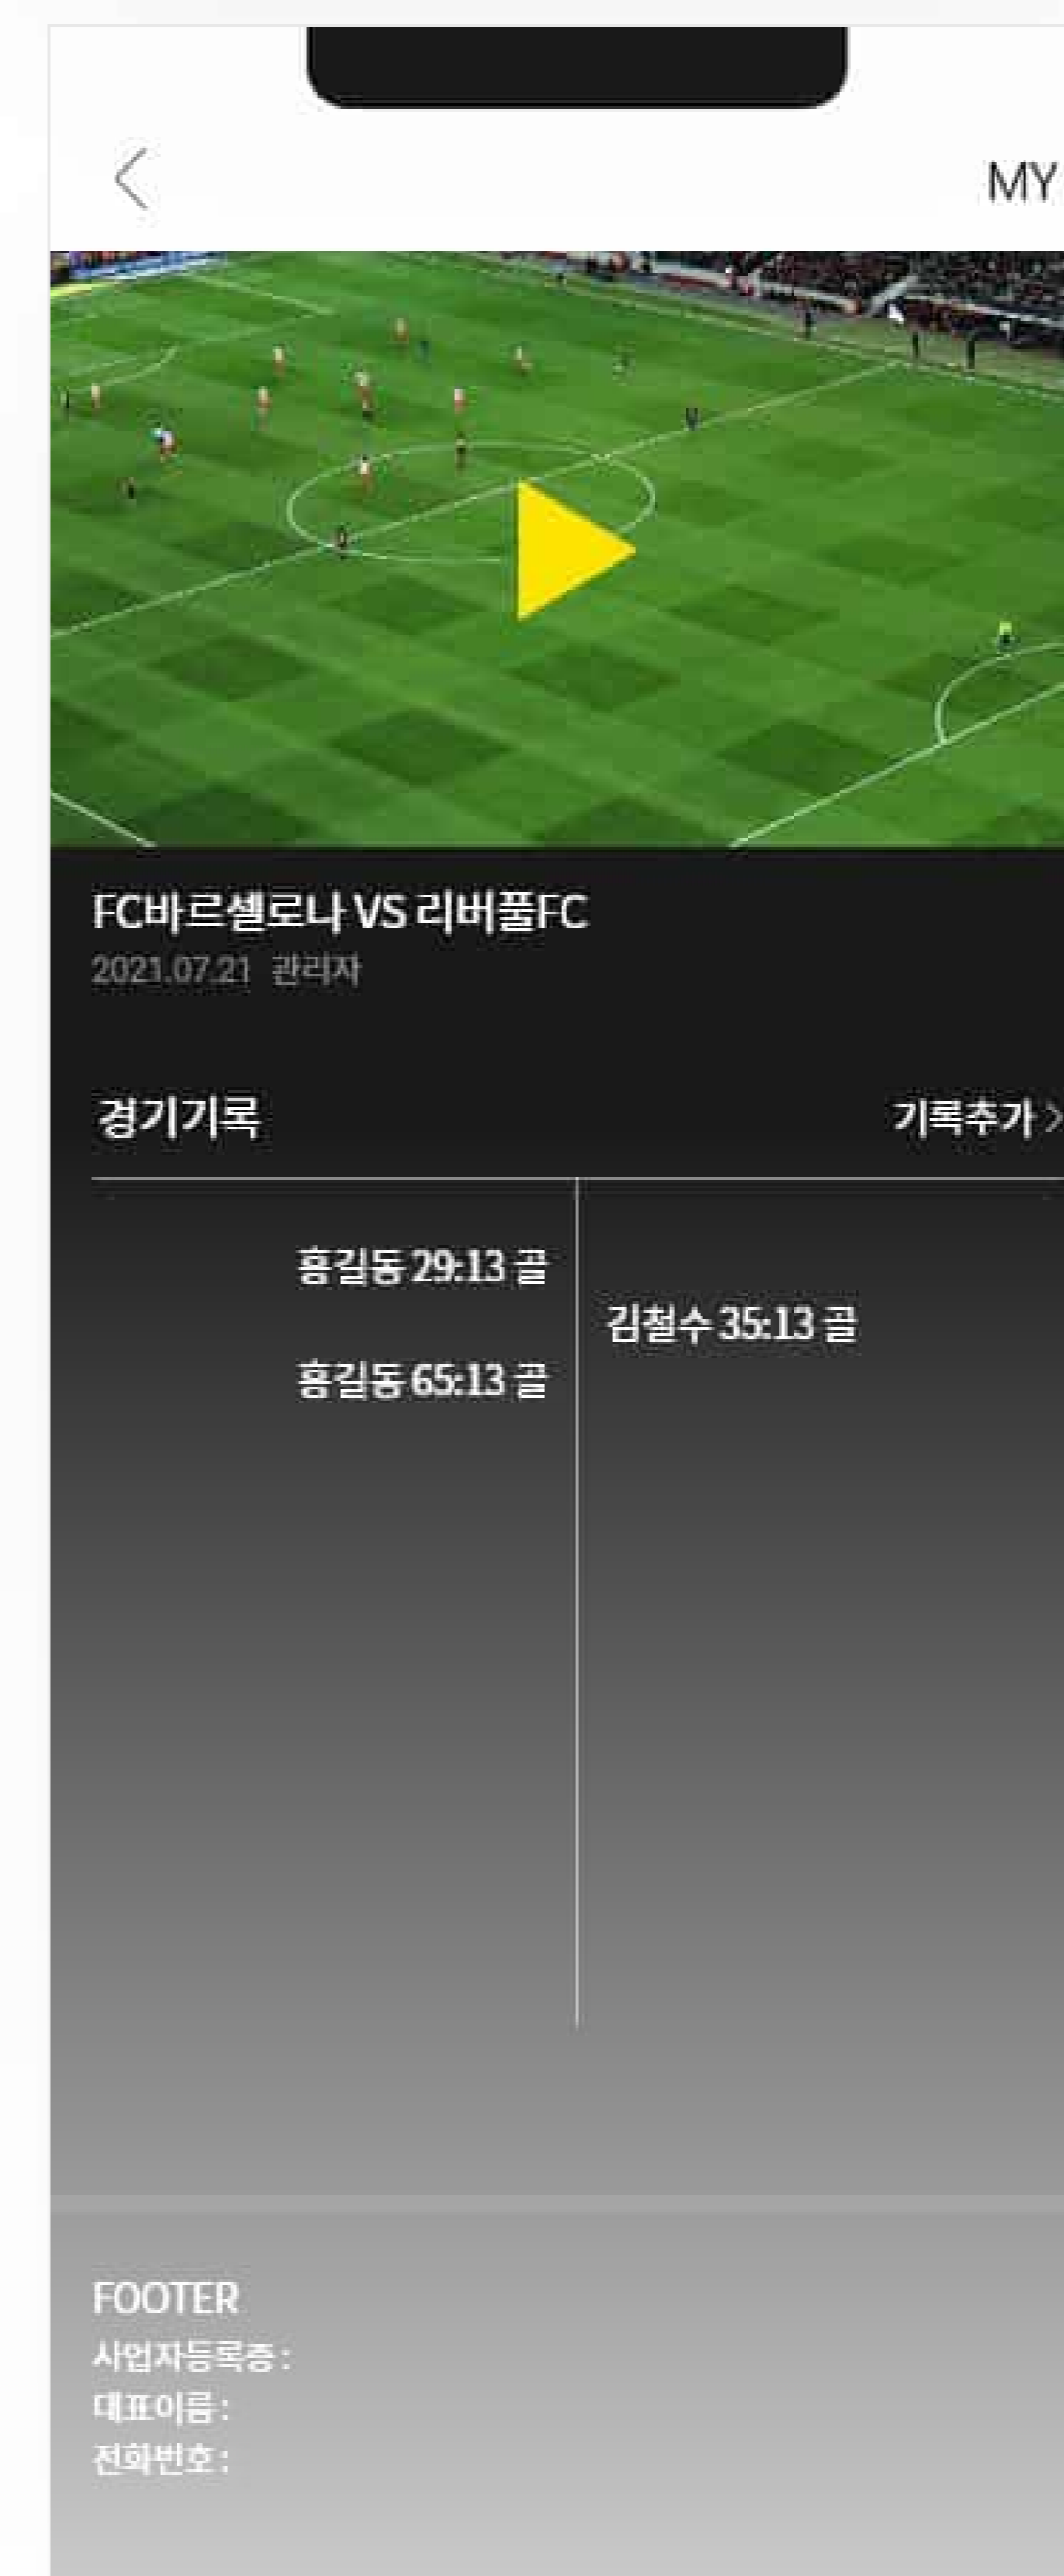 MY
FC바르셀로나 VS 리버풀FC
2021.07.21 관리자
경기기록
기록추가
홍길동 29:13 골
김철수 35:13 골
홍길동 65:13 골
FOOTER
사업자등록증 :
대표이름 :
전화번호 :